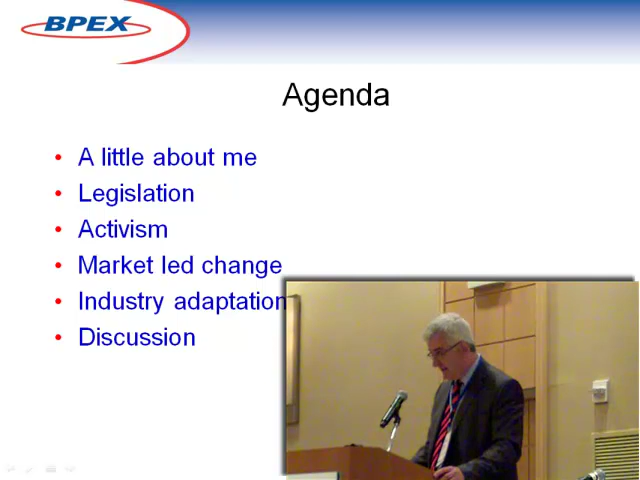 BPEX
Agenda
• A little about me
• Legislation
• Activism
• Market led change
• Industry adaptation
• Discussion